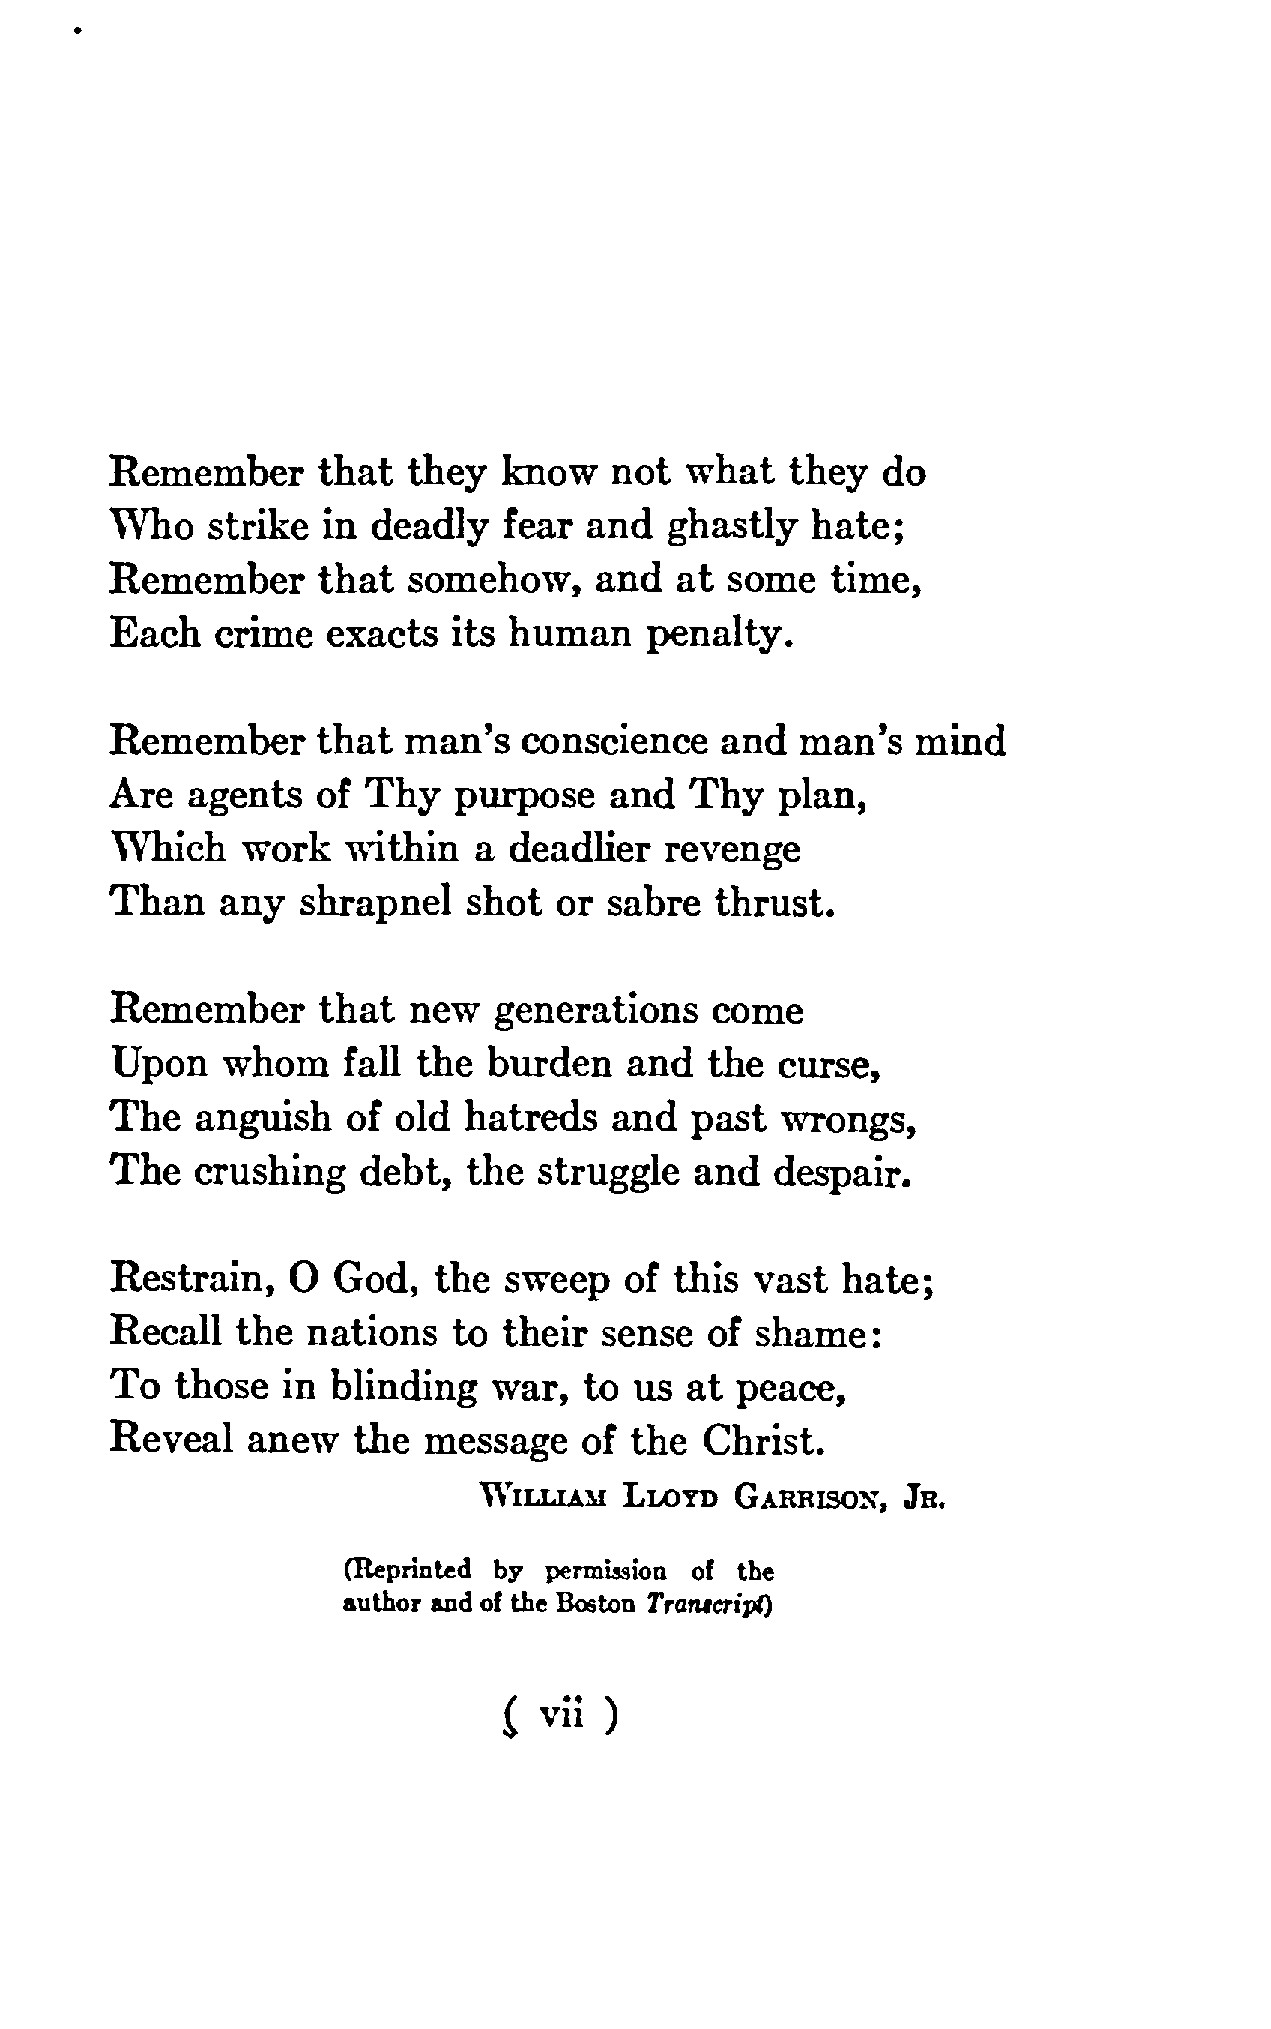 Remember that they know not what they do
Who strike in deadly fear and ghastly hate;
Remember that somehow, and at some time,
Each crime exacts its human penalty.
Remember that man's conscience and man's mind
Are agents of Thy purpose and Thy plan,
Which work within a deadlier revenge
Than any shrapnel shot or sabre thrust.
Remember that new generations come
Upon whom fall the burden and the curse,
The anguish of old hatreds and past wrongs,
The crushing debt, the struggle and despair.
Restrain, O God, the sweep of this vast hate;
Recall the nations to their sense of shame:
To those in blinding war, to us at peace,
Reveal anew the message of the Christ.
William Lloyd Garrison, Jr.
(Reprinted by permission of the
author and of the Boston Transcript)
( vii )